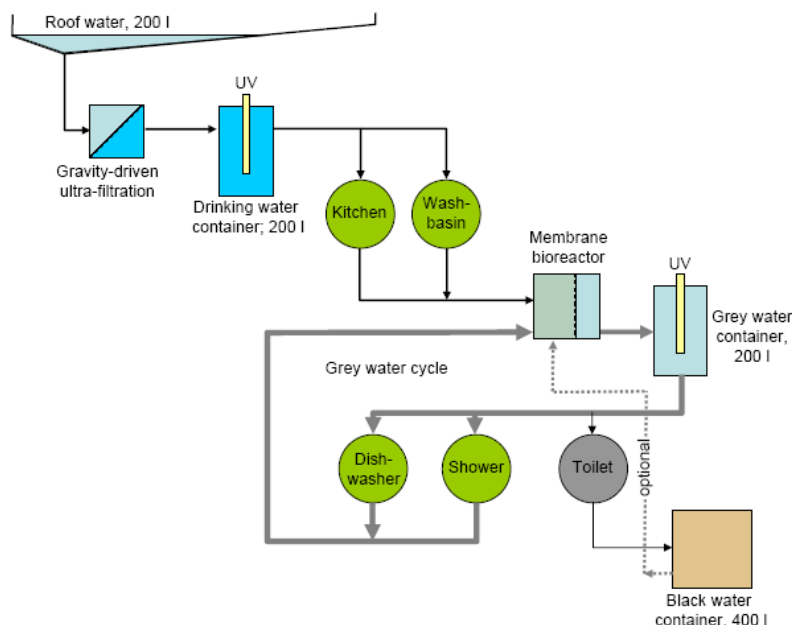 Roof water, 200 l
UV
Gravity-driven
ultra-filtration
Drinking water
container; 200 l
Kitchen
Wash-
basin
Membrane
bioreactor
UV
Grey water
container,
200 l
Grey water cycle
Dish-
washer
Shower
Toilet
optional
Black water
container, 400 l